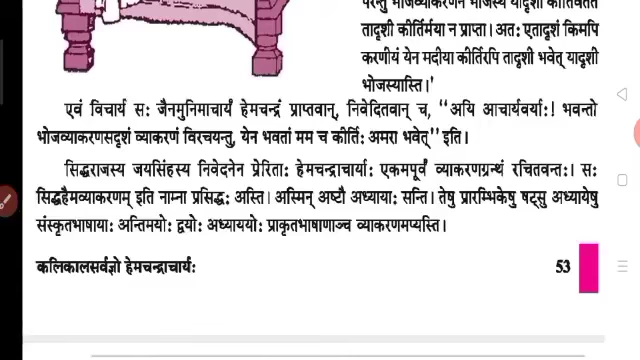 परन्तु भोजव्याकरणेन भोजस्य यादृशी कीर्तिर्वर्तते
तादृशी कीर्तिर्मया न प्राप्ता। अतः एतादृशं किमपि
करणीयं येन मदीया कीर्तिरपि तादृशी भवेत् यादृशी
भोजस्यास्ति।'
एवं विचार्य सः जैनमुनिमाचार्यं हेमचन्द्रं प्राप्तवान्, निवेदितवान् च, “अयि आचार्यवर्याः! भवन्तो
भोजव्याकरणसदृशं व्याकरणं विरचयन्तु, येन भवतां मम च कीर्तिः अमरा भवेत्” इति।
सिद्धराजस्य जयसिंहस्य निवेदनेन प्रेरिताः हेमचन्द्राचार्याः एकमपूर्वं व्याकरणग्रन्थं रचितवन्तः। सः
सिद्धहैमव्याकरणम् इति नाम्ना प्रसिद्धः अस्ति। अस्मिन् अष्टौ अध्यायाः सन्ति। तेषु प्रारम्भिकेषु षट्सु अध्यायेषु
संस्कृतभाषायाः अन्तिमयोः द्वयोः अध्याययोः प्राकृतभाषाणाञ्च व्याकरणमप्यस्ति।
कलिकालसर्वज्ञो हेमचन्द्राचार्यः 53